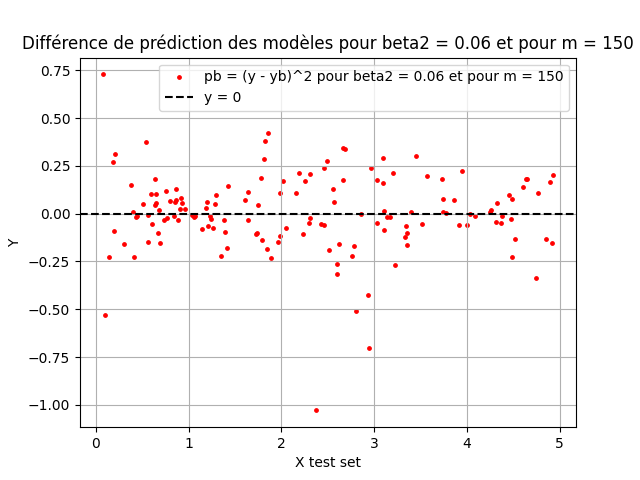 Différence de prédiction des modèles pour beta2 = 0.06 et pour m = 150
pb = (y - yb)^2 pour beta2 = 0.06 et pour m = 150
y = 0
0.75
0.50
0.25
0.00
−0.25
−0.50
−0.75
−1.00
Y
0 1 2 3 4 5
X test set